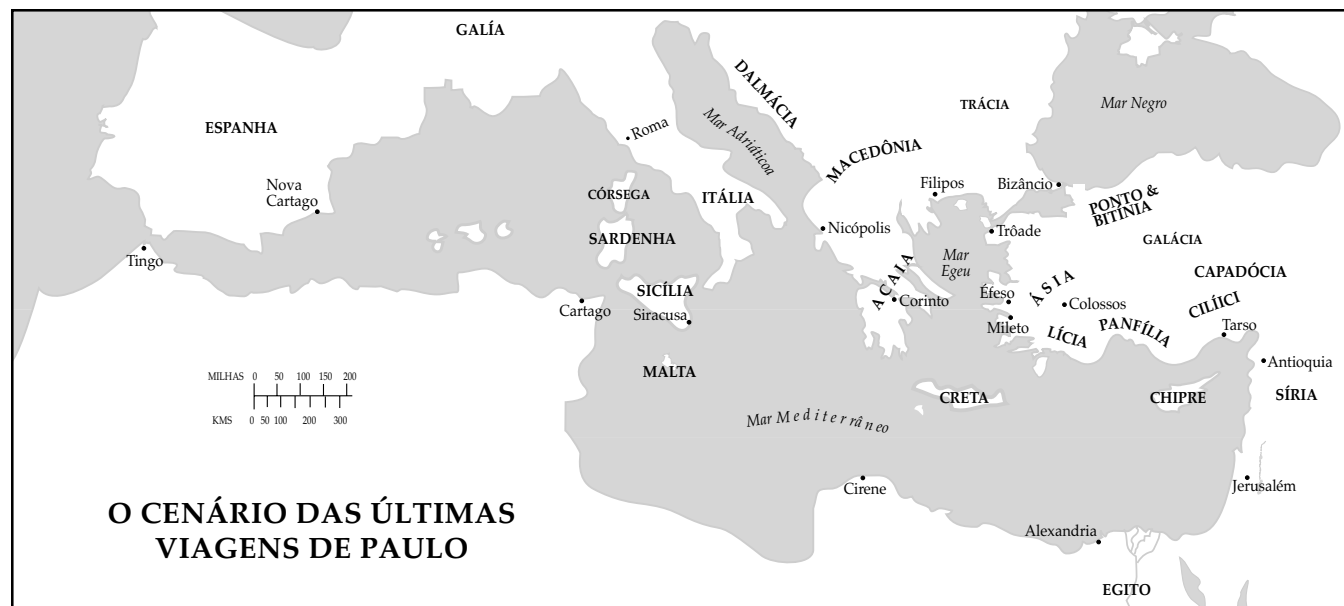 GALÍA
DALMÁCIA
TRÁCIA
Mar Negro
ESPANHA
Roma
Mar Adriáticoa
MACEDÔNIA
Nova
Cartago
CÓRSEGA
ITÁLIA
Filipos
Bizâncio
PONTO &
BITÍNIA
Nicópolis
Trôade
Tingo
SARDENHA
Mar
Egeu
GALÁCIA
ACAIA
ÁSIA
CAPADÓCIA
SICÍLIA
Cartago
Siracusa
Corinto
Éfeso
Colossos
CILÍICI
Mileto
LÍCIA
PANFÍLIA
Tarso
MALTA
Antioquia
MILHAS 0 50 100 150 200
KMS 0 50 100 200 300
CRETA
CHIPRE
SÍRIA
Mar Mediterrâneo
Cirene
Jerusalém
O CENÁRIO DAS ÚLTIMAS
VIAGENS DE PAULO
Alexandria
EGITO